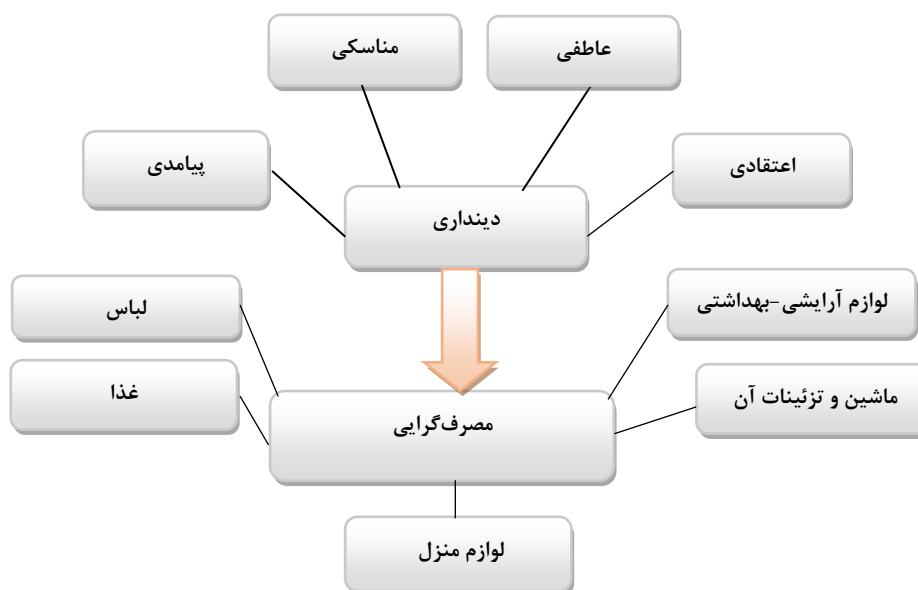 عاطفی
مناسکی
اعتقادی
پیامدی
دینداری
لوازم آرایشی-بهداشتی
لباس
ماشین و تزئینات آن
غذا
مصرف‌گرایی
لوازم منزل